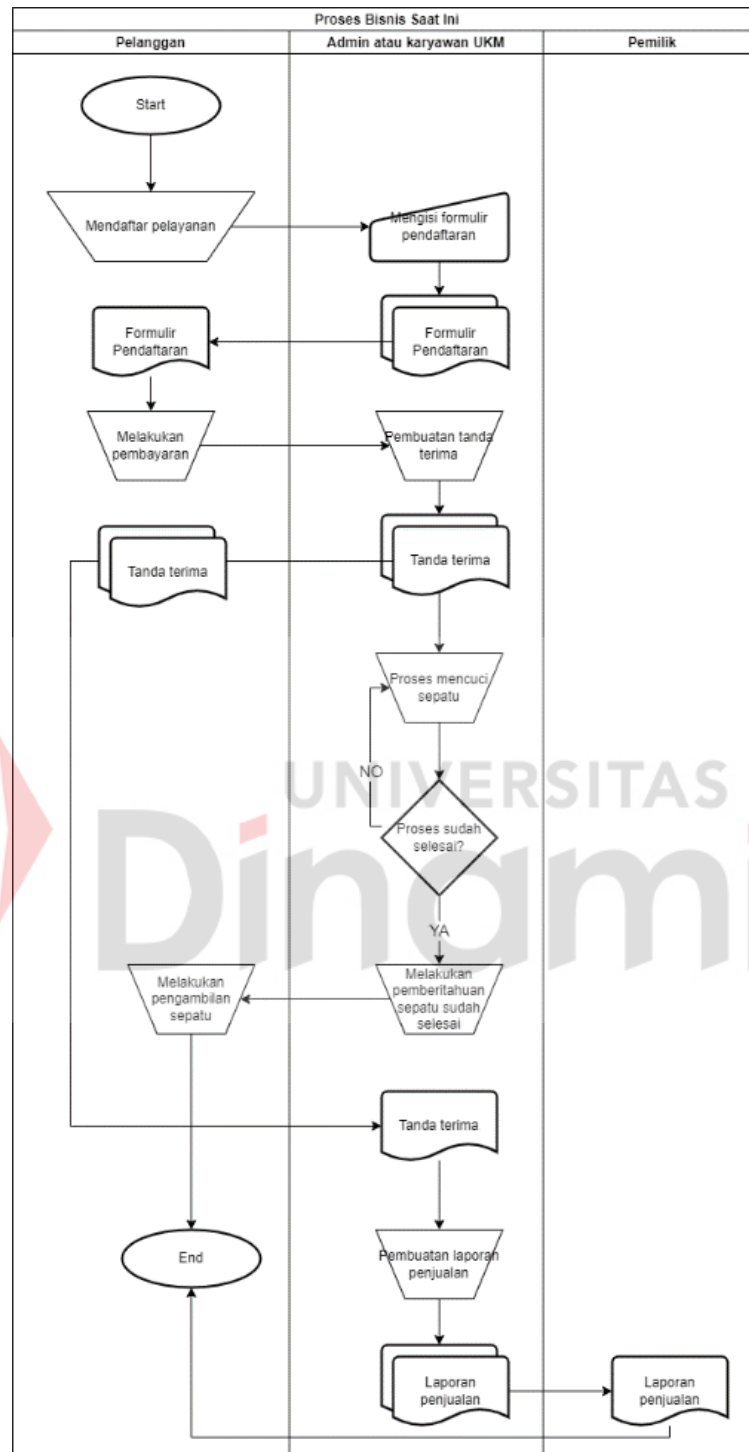 Proses Bisnis Saat Ini
Pelanggan
Admin atau karyawan UKM
Pemilik
Start
Mendaftar pelayanan
Mengisi formulir
pendaftaran
Formulir
Pendaftaran
Formulir
Pendaftaran
Melakukan
pembayaran
Pembuatan tanda
terima
Tanda terima
Tanda terima
Proses mencuci
sepatu
NO
UNIVERSITAS
Dinami
Proses sudah
selesai?
YA
Melakukan
pengambilan
sepatu
Melakukan
pemberitahuan
sepatu sudah
selesai
Tanda terima
End
Pembuatan laporan
penjualan
Laporan
penjualan
Laporan
penjualan